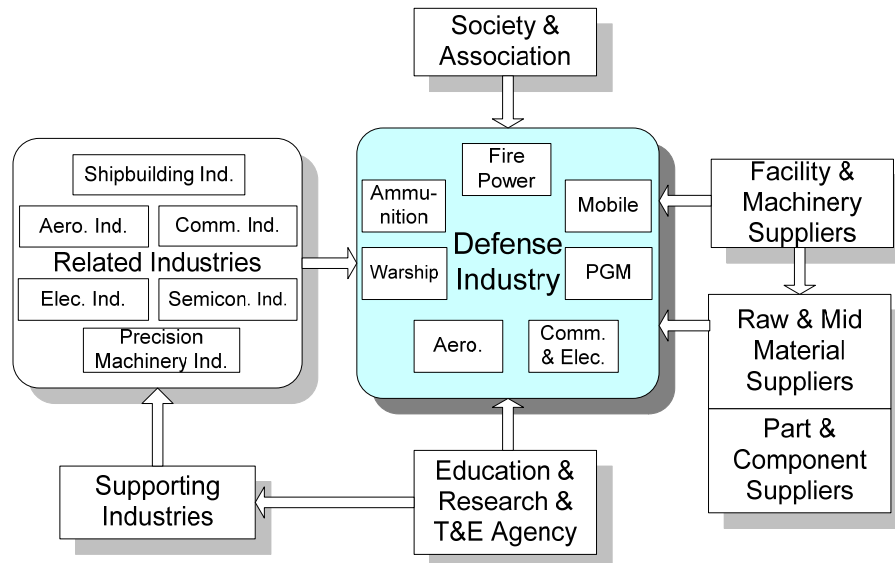 Society &
Association
Shipbuilding Ind.
Aero. Ind.
Comm. Ind.
Related Industries
Elec. Ind.
Semicon. Ind.
Precision
Machinery Ind.
Fire
Power
Ammu-
nition
Mobile
Defense
Industry
Warship
PGM
Aero.
Comm.
& Elec.
Facility &
Machinery
Suppliers
Raw & Mid
Material
Suppliers
Part &
Component
Suppliers
Supporting
Industries
Education &
Research &
T&E Agency